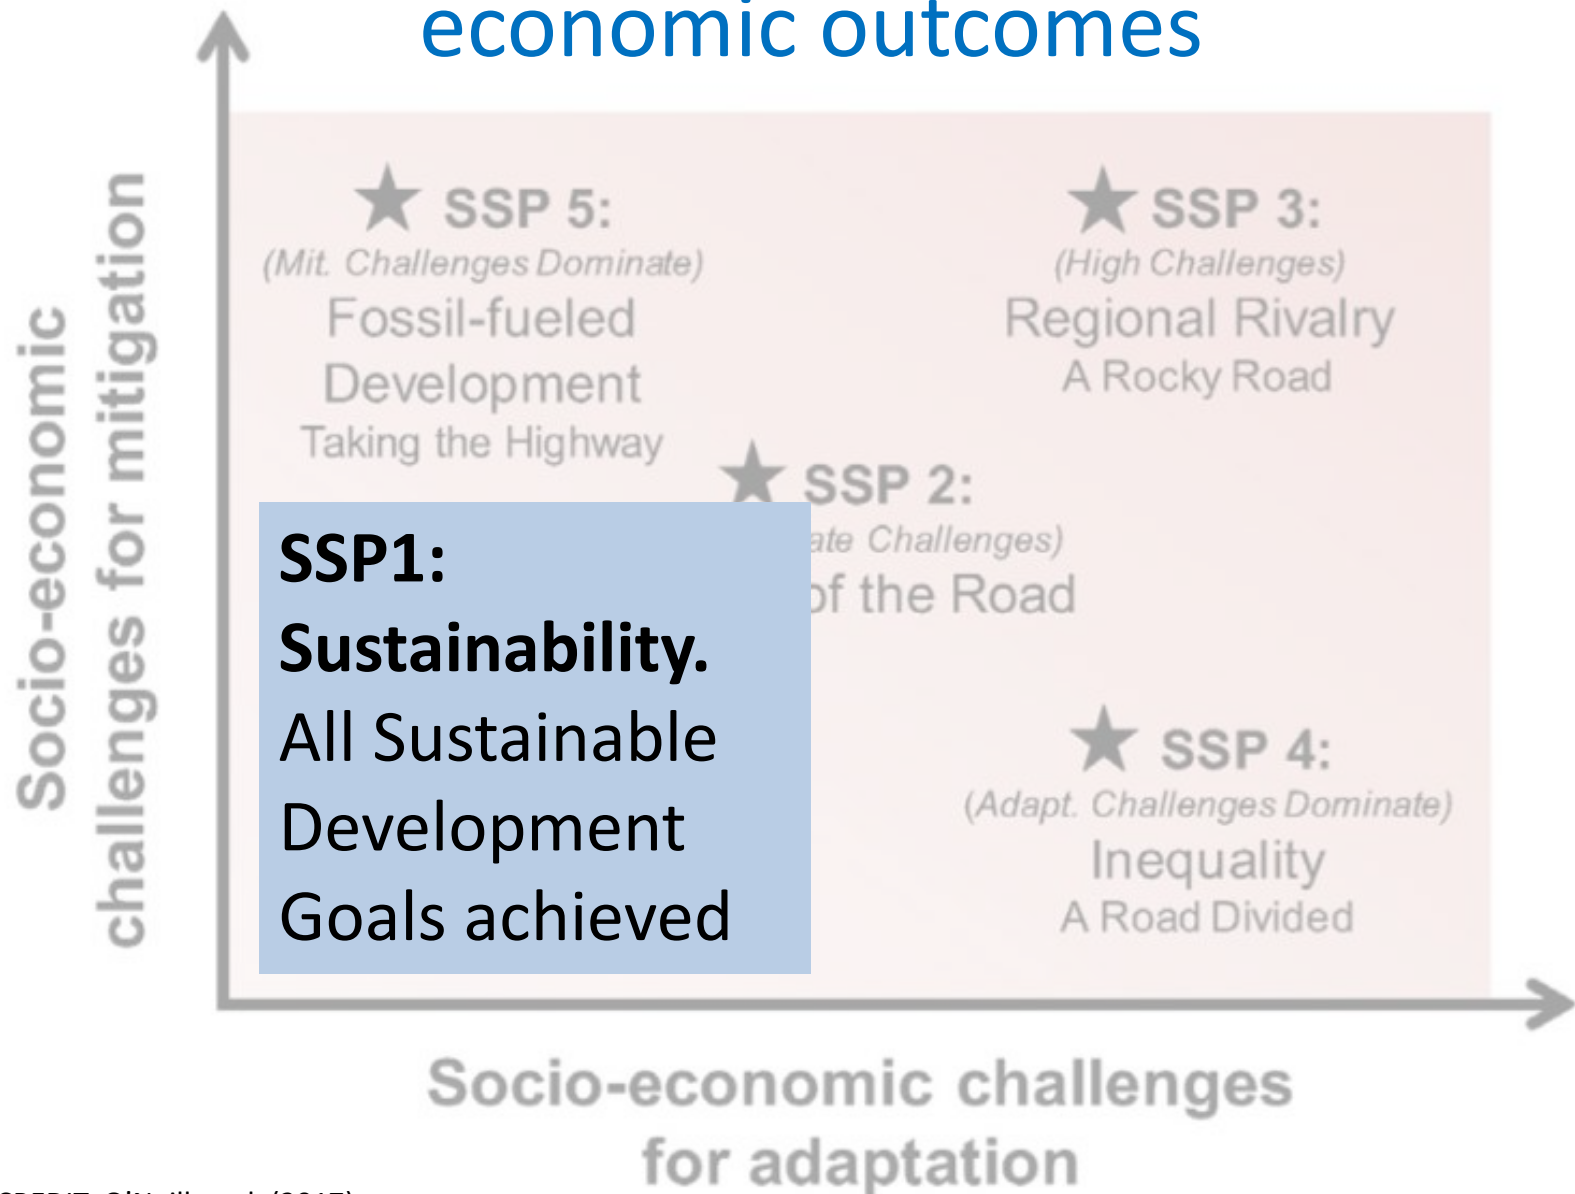 economic outcomes
Socio-economic
challenges for mitigation
SSP 5:
(Mit. Challenges Dominate)
Fossil-fueled
Development
Taking the Highway
SSP 3:
(High Challenges)
Regional Rivalry
A Rocky Road
SSP 2:
Challenges)
of the Road
SSP1:
Sustainability.
All Sustainable
Development
Goals achieved
SSP 4:
(Adapt. Challenges Dominate)
Inequality
A Road Divided
Socio-economic challenges
for adaptation